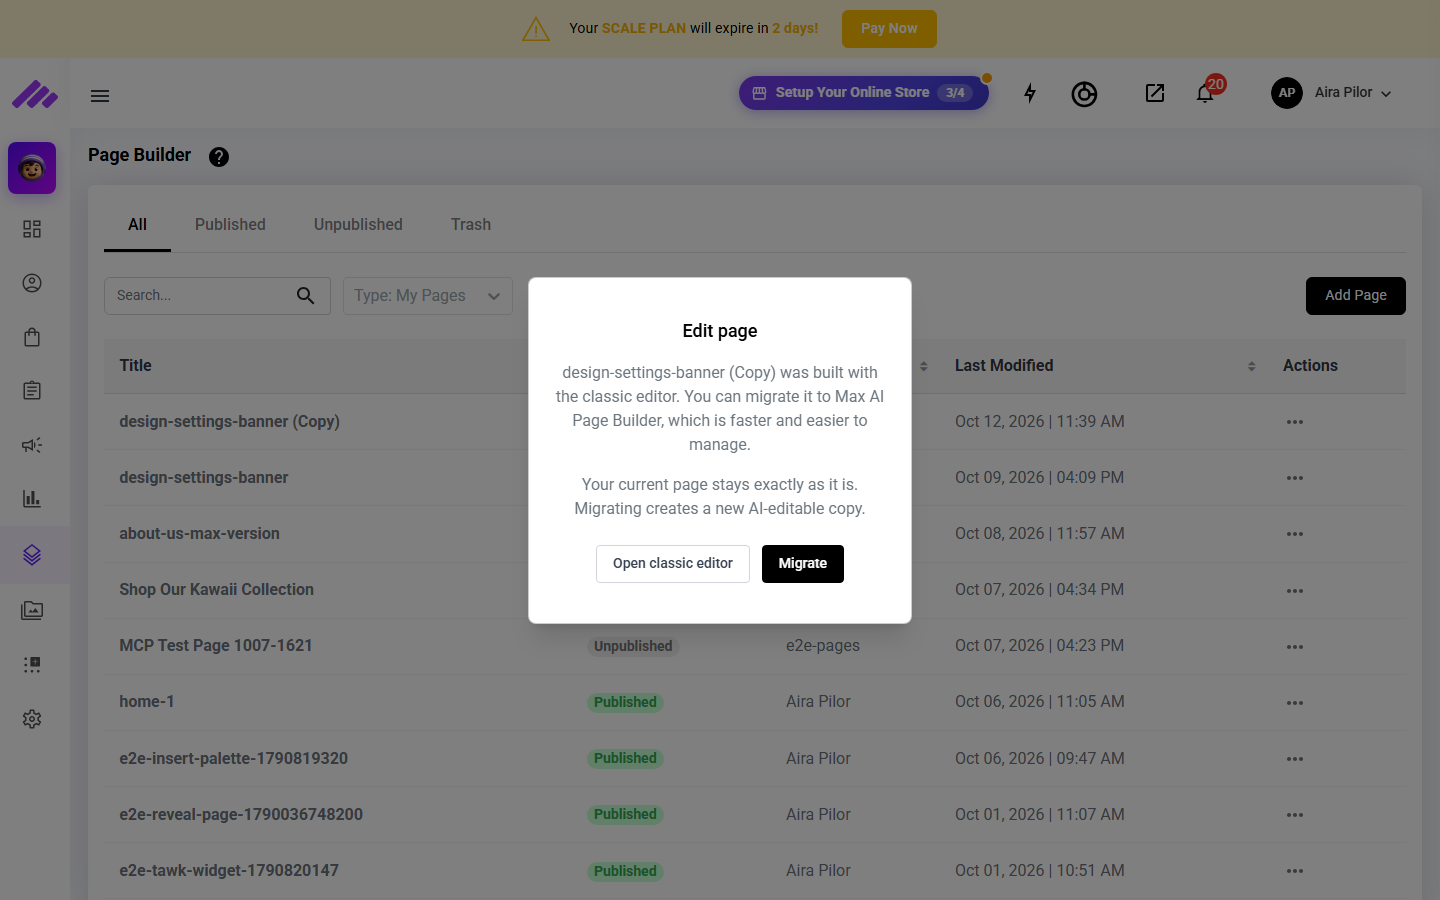 Your SCALE PLAN will expire in 2 days! Pay Now
Setup Your Online Store 3/4
20
AP Aira Pilor
Page Builder ?
All Published Unpublished Trash
Search... Type: My Pages Add Page
Title Last Modified Actions
design-settings-banner (Copy) Oct 12, 2026 | 11:39 AM
design-settings-banner Oct 09, 2026 | 04:09 PM
about-us-max-version Oct 08, 2026 | 11:57 AM
Shop Our Kawaii Collection Oct 07, 2026 | 04:34 PM
MCP Test Page 1007-1621 Unpublished e2e-pages Oct 07, 2026 | 04:23 PM
home-1 Published Aira Pilor Oct 06, 2026 | 11:05 AM
e2e-insert-palette-1790819320 Published Aira Pilor Oct 06, 2026 | 09:47 AM
e2e-reveal-page-1790036748200 Published Aira Pilor Oct 01, 2026 | 11:07 AM
e2e-tawk-widget-1790820147 Published Aira Pilor Oct 01, 2026 | 10:51 AM
Edit page
design-settings-banner (Copy) was built with
the classic editor. You can migrate it to Max AI
Page Builder, which is faster and easier to
manage.
Your current page stays exactly as it is.
Migrating creates a new AI-editable copy.
Open classic editor Migrate